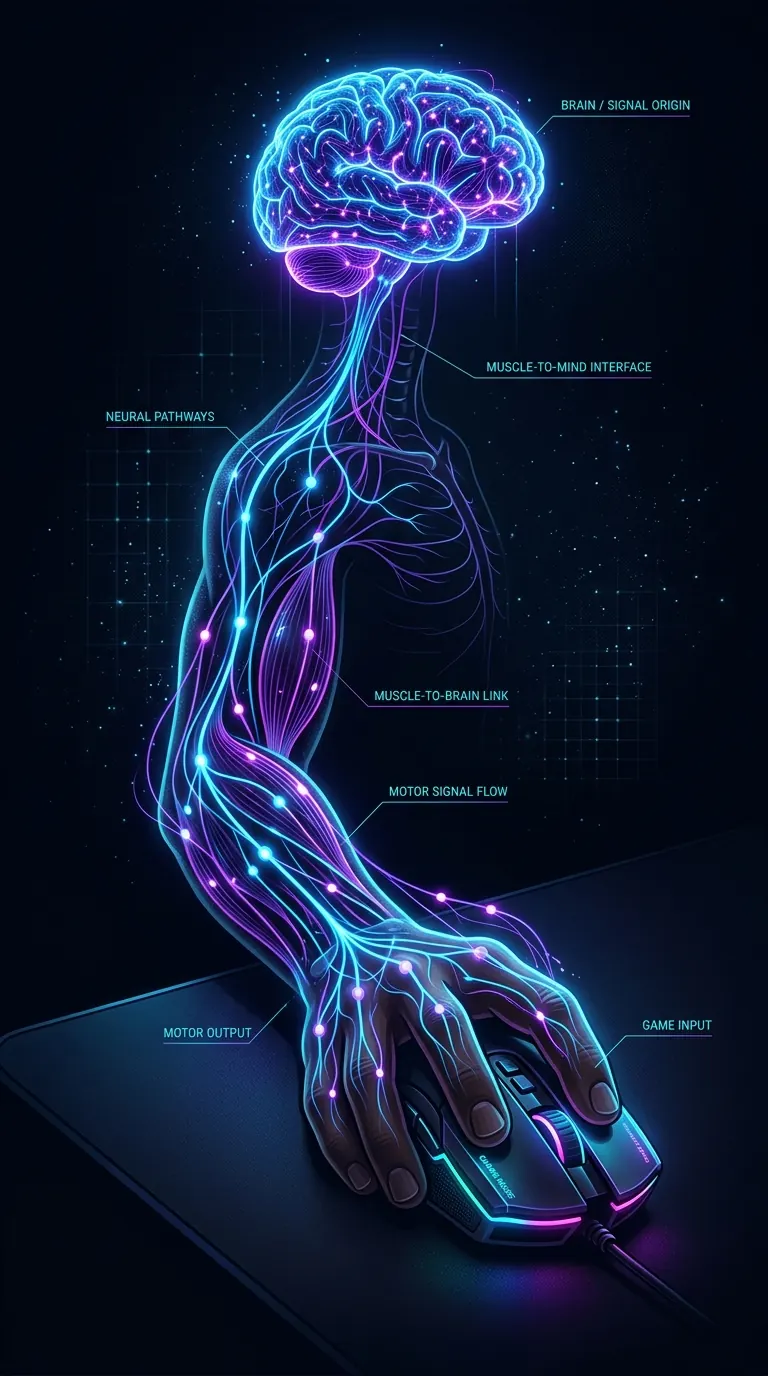 BRAIN / SIGNAL ORIGIN
MUSCLE-TO-MIND INTERFACE
NEURAL PATHWAYS
MUSCLE-TO-BRAIN LINK
MOTOR SIGNAL FLOW
MOTOR OUTPUT
GAME INPUT